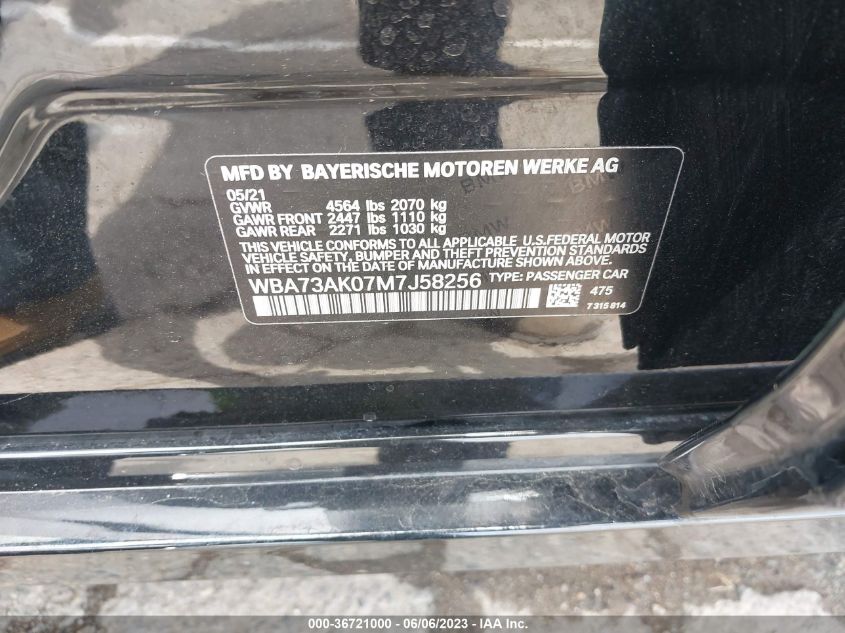 MFD BY BAYERISCHE MOTOREN WERKE AG
05/21
GVWR 4564 lbs 2070 kg
GAWR FRONT 2447 lbs 1110 kg
GAWR REAR 2271 lbs 1030 kg
THIS VEHICLE CONFORMS TO ALL APPLICABLE U.S.FEDERAL MOTOR
VEHICLE SAFETY, BUMPER AND THEFT PREVENTION STANDARDS
IN EFFECT ON THE DATE OF MANUFACTURE SHOWN ABOVE.
WBA73AK07M7J58256 TYPE: PASSENGER CAR
475
7 315 814
000-36721000 - 06/06/2023 - IAA Inc.